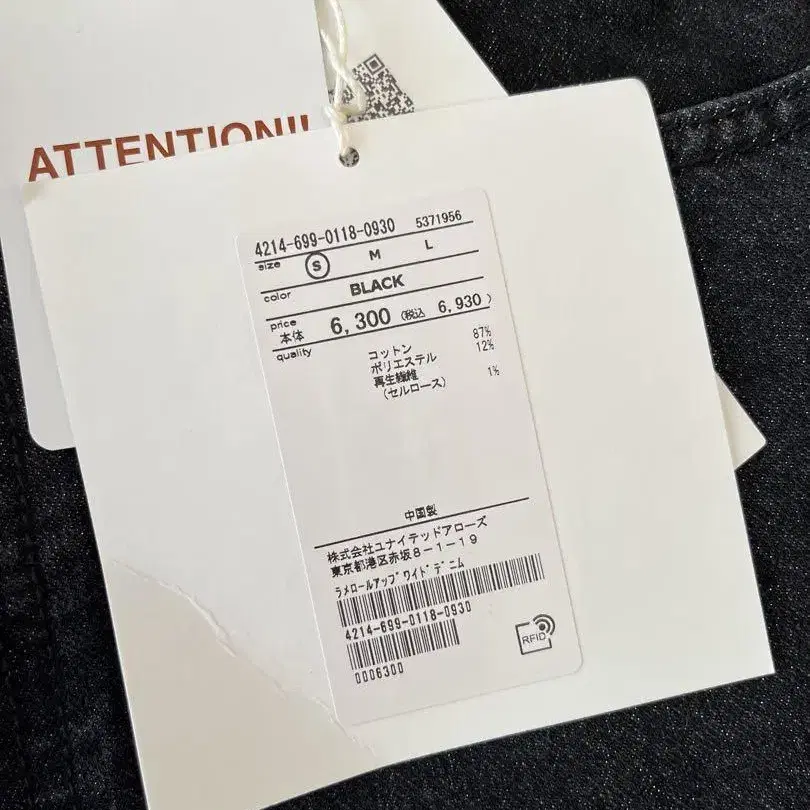 ATTENTION!!
4214-699-0118-0930 5371956
size S M L
color BLACK
price 本体 6,300 (税込 6,930)
quality
コットン 87%
ポリエステル 12%
再生繊維 1%
(セルロース)
中国製
株式会社ユナイテッドアローズ
東京都港区赤坂8-1-19
ラメロールアップワイドデニム
4214-699-0118-0930
0006300
RFID